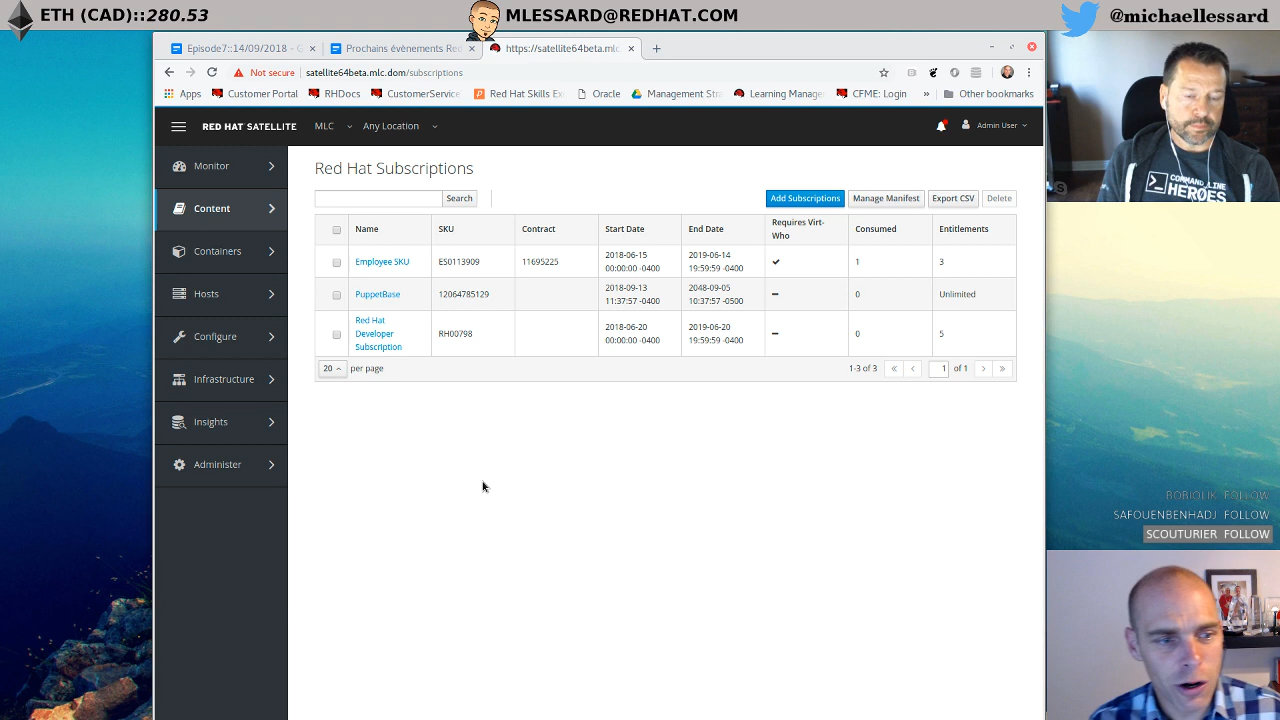 ETH (CAD)::280.53
MLESSARD@REDHAT.COM
@michaellessard
Episode7::14/09/2018 - G
Prochains évènements Red
https://satellite64beta.mlc
Not secure
satellite64beta.mlc.dom/subscriptions
Apps
Customer Portal
RHDocs
CustomerService
Red Hat Skills Ex
Oracle
Management Stra
Learning Manage
CFME: Login
»
Other bookmarks
RED HAT SATELLITE
MLC
Any Location
Admin User
Monitor
Content
Containers
Hosts
Configure
Infrastructure
Insights
Administer
Red Hat Subscriptions
Search
Add Subscriptions
Manage Manifest
Export CSV
Delete
Name
SKU
Contract
Start Date
End Date
Requires Virt-
Who
Consumed
Entitlements
Employee SKU
ES0113909
11695225
2018-06-15
00:00:00 -0400
2019-06-14
19:59:59 -0400
1
3
PuppetBase
12064785129
2018-09-13
11:37:57 -0400
2048-09-05
10:37:57 -0500
0
Unlimited
Red Hat
Developer
Subscription
RH00798
2018-06-20
00:00:00 -0400
2019-06-20
19:59:59 -0400
0
5
20
per page
1-3 of 3
1
of 1
COMMAND LINE
HEROES
BOBIOLIK FOLLOW
SAFOUENBENHADJ FOLLOW
SCOUTURIER FOLLOW